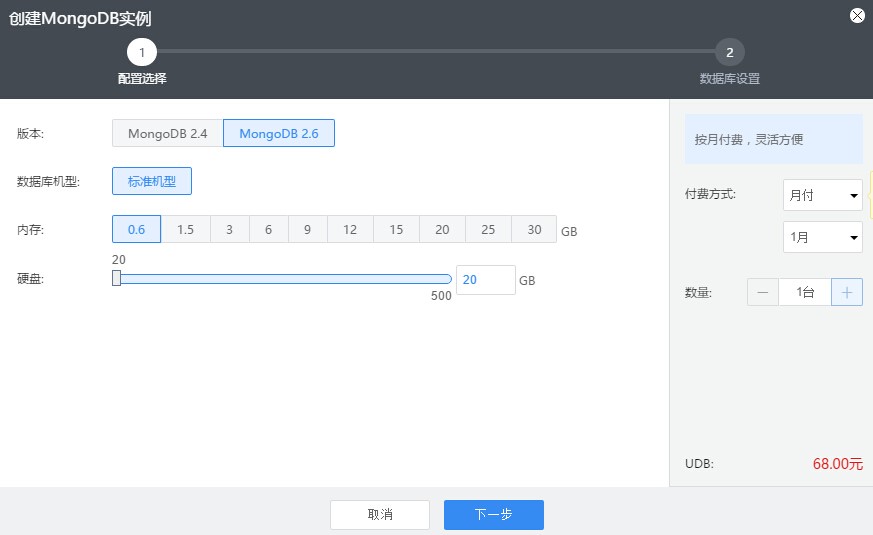 创建MongoDB实例
1
2
配置选择
数据库设置
版本: MongoDB 2.4 MongoDB 2.6
数据库机型: 标准机型
内存: 0.6 1.5 3 6 9 12 15 20 25 30 GB
20
硬盘: 20 GB
500
按月付费，灵活方便
付费方式: 月付
1月
数量: 1台
UDB: 68.00元
取消 下一步